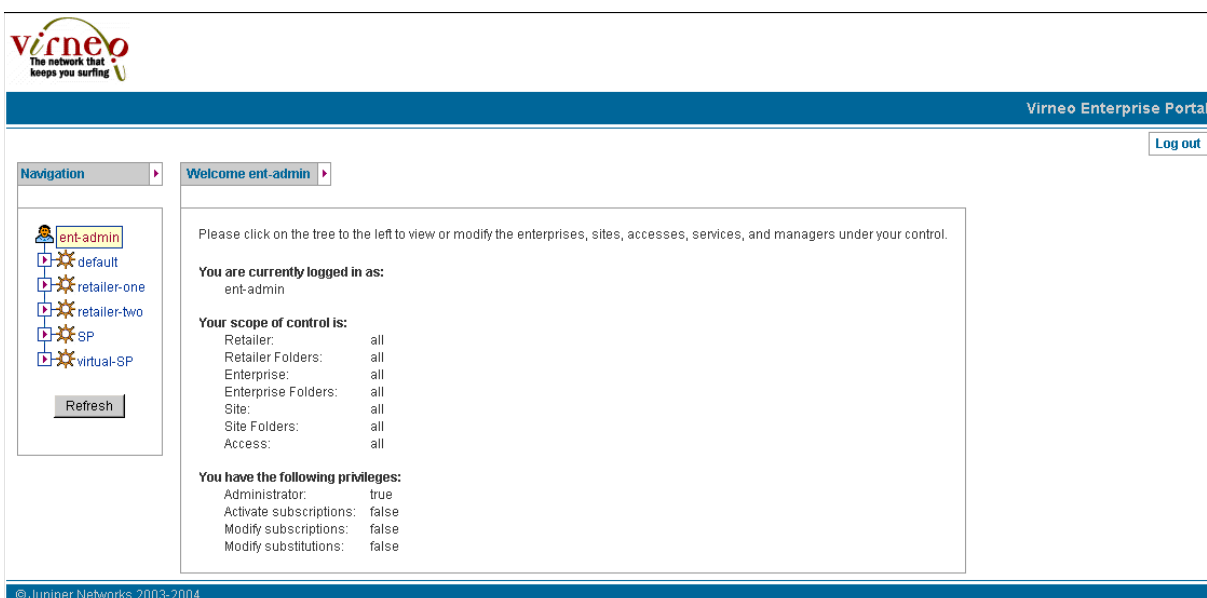 Virneo
The network that
keeps you surfing
Virneo Enterprise Portal
Log out
Navigation
Welcome ent-admin
ent-admin
default
retailer-one
retailer-two
SP
virtual-SP
Refresh
Please click on the tree to the left to view or modify the enterprises, sites, accesses, services, and managers under your control.
You are currently logged in as:
ent-admin
Your scope of control is:
Retailer: all
Retailer Folders: all
Enterprise: all
Enterprise Folders: all
Site: all
Site Folders: all
Access: all
You have the following privileges:
Administrator: true
Activate subscriptions: false
Modify subscriptions: false
Modify substitutions: false
© Juniper Networks 2003-2004